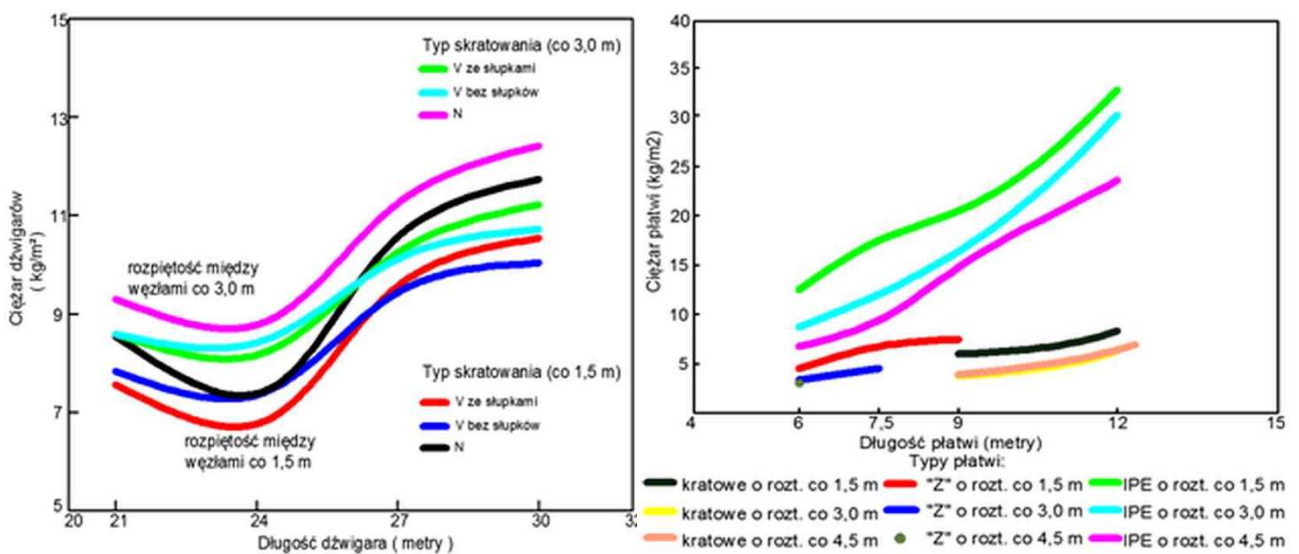 15
13
11
9
7
5
20
21
24
27
30
33
Ciężar dźwigarów
( kg/m²)
Typ skratowania (co 3,0 m)
V ze słupkami
V bez słupków
N
rozpiętość między
węzłami co 3,0 m
Typ skratowania (co 1,5 m)
V ze słupkami
V bez słupków
N
rozpiętość między
węzłami co 1,5 m
Długość dźwigara ( metry )
40
35
30
25
20
15
10
5
4
6
7,5
9
12
15
Ciężar płatwi (kg/m2)
Długość płatwi (metry)
Typy płatwi:
kratowe o rozt. co 1,5 m
"Z" o rozt. co 1,5 m
IPE o rozt. co 1,5 m
kratowe o rozt. co 3,0 m
"Z" o rozt. co 3,0 m
IPE o rozt. co 3,0 m
kratowe o rozt. co 4,5 m
"Z" o rozt. co 4,5 m
IPE o rozt. co 4,5 m